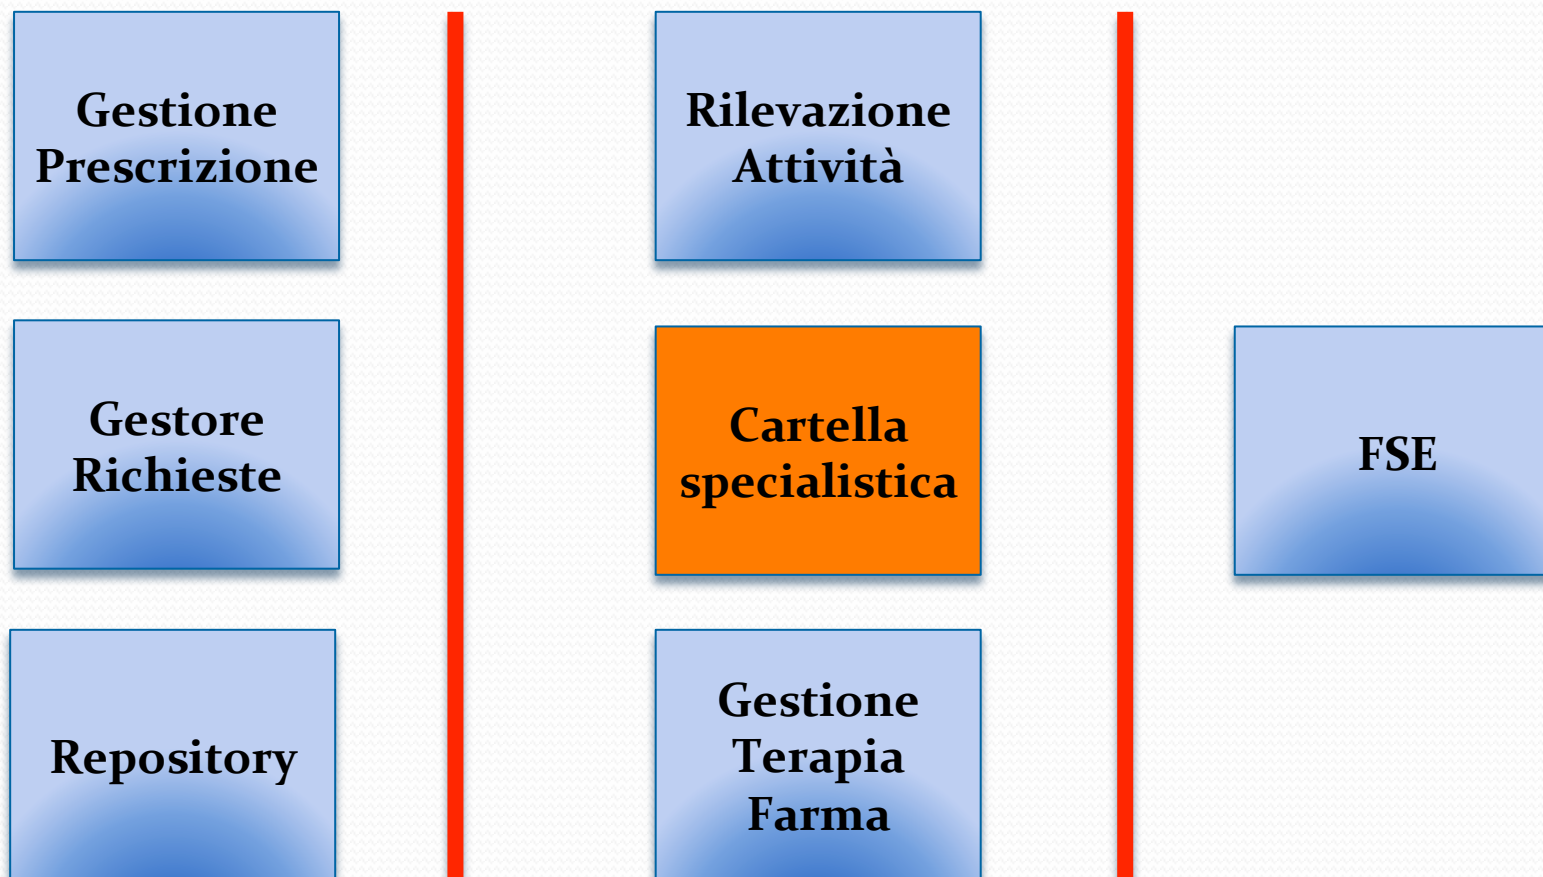 Gestione
Prescrizione
Rilevazione
Attività
Gestore
Richieste
Cartella
specialistica
FSE
Repository
Gestione
Terapia
Farma